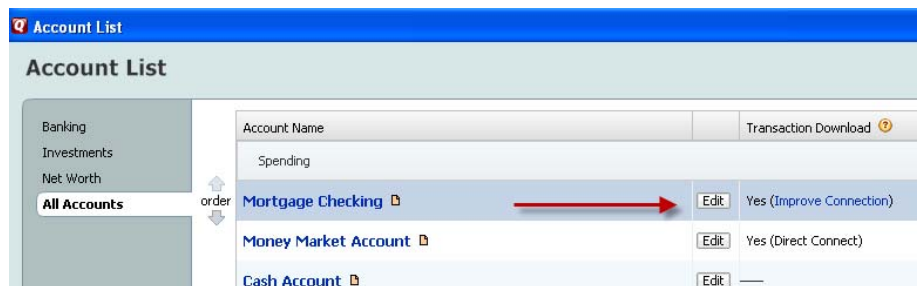 Account List
Account List
Banking
Investments
Net Worth
All Accounts
order
Account Name Transaction Download ?
Spending
Mortgage Checking Edit Yes (Improve Connection)
Money Market Account Edit Yes (Direct Connect)
Cash Account Edit —